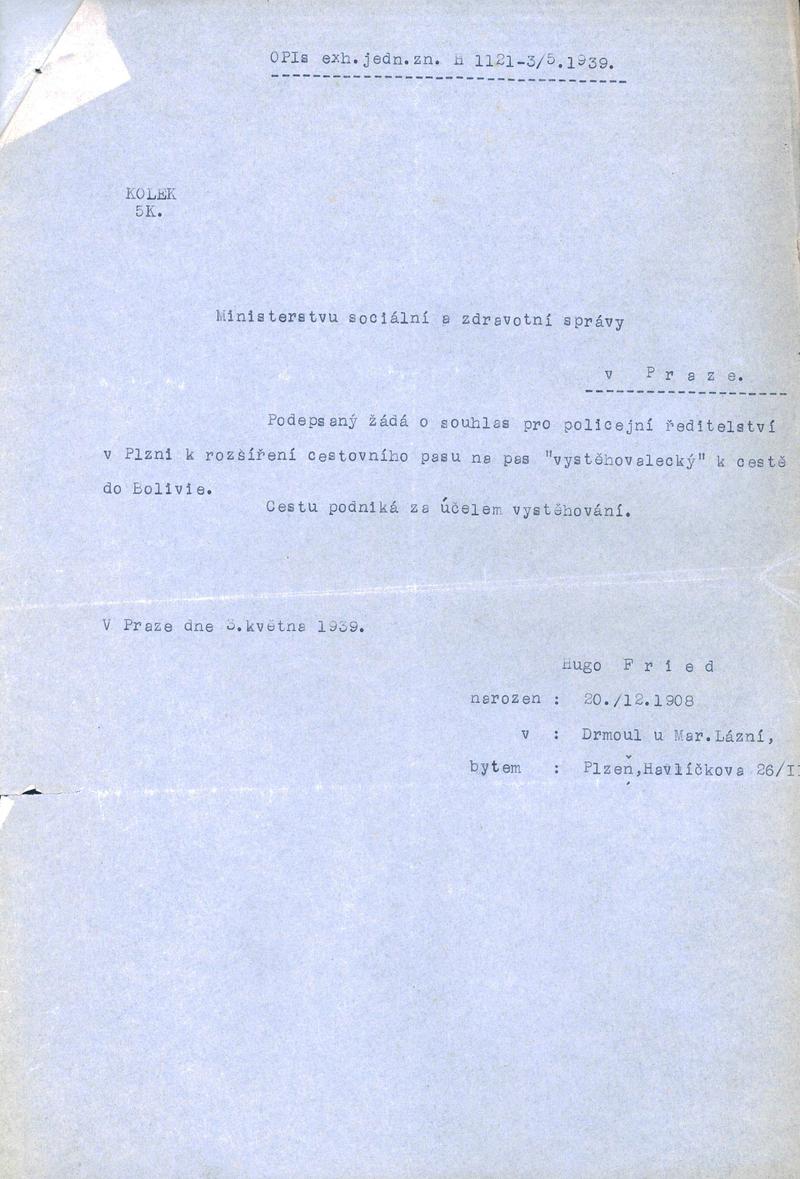 OPIs exh.jedn.zn. H 1121-3/5.1939.
KOLEK
5K.
Ministerstvu sociální a zdravotní správy
v P r a z e.
Podepsaný žádá o souhlas pro policejní ředitelství
v Plzni k rozšíření cestovního pasu na pas "vystěhovalecký" k cestě
do Bolivie.
Cestu podniká za účelem vystěhování.
V Praze dne 3.května 1939.
Hugo F r i e d
narozen : 20./12.1908
v : Drmoul u Mar.Lázní,
bytem : Plzeň,Havlíčkova 26/II